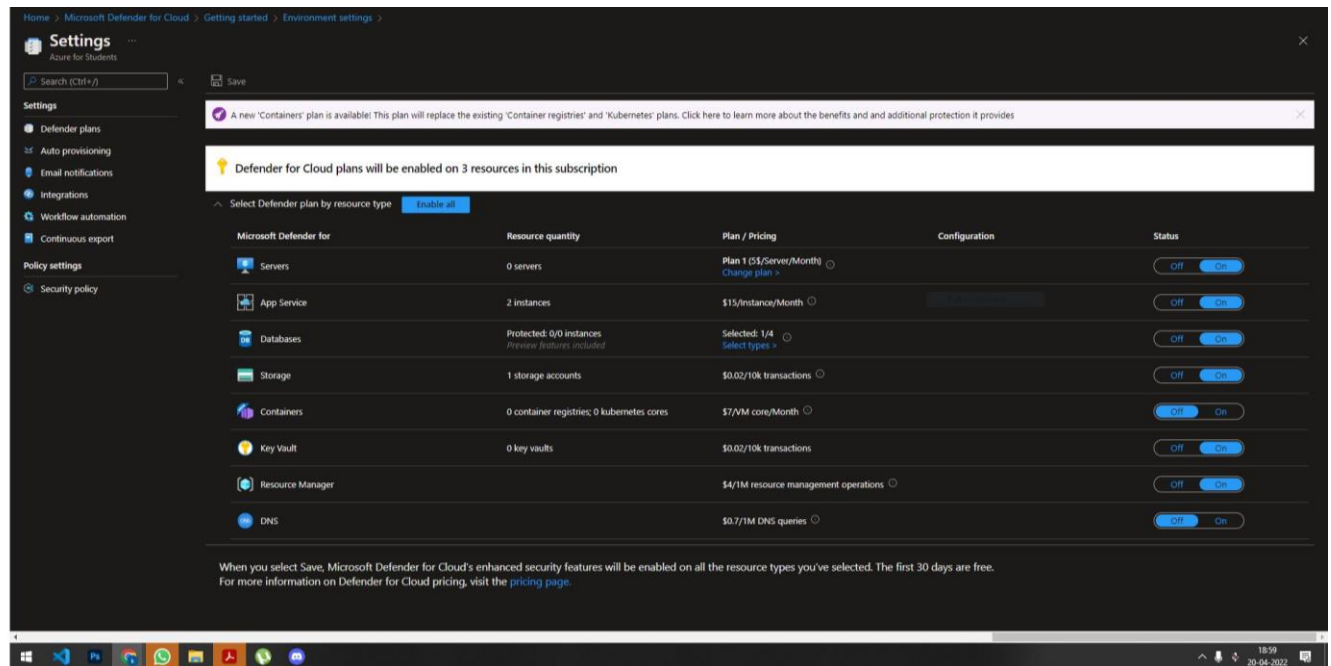 Home > Microsoft Defender for Cloud > Getting started > Environment settings >
Settings ...
Azure for Students
Search (Ctrl+/)
Save
Settings
Defender plans
Auto provisioning
Email notifications
Integrations
Workflow automation
Continuous export
Policy settings
Security policy
A new 'Containers' plan is available! This plan will replace the existing 'Container registries' and 'Kubernetes' plans. Click here to learn more about the benefits and and additional protection it provides
Defender for Cloud plans will be enabled on 3 resources in this subscription
Select Defender plan by resource type Enable all
Microsoft Defender for Resource quantity Plan / Pricing Configuration Status
Servers 0 servers Plan 1 (5$/Server/Month) Off On
Change plan >
App Service 2 instances $15/Instance/Month Off On
Databases Protected: 0/0 instances Selected: 1/4 Off On
Preview features included Select types >
Storage 1 storage accounts $0.02/10k transactions Off On
Containers 0 container registries; 0 kubernetes cores $7/VM core/Month Off On
Key Vault 0 key vaults $0.02/10k transactions Off On
Resource Manager $4/1M resource management operations Off On
DNS $0.7/1M DNS queries Off On
When you select Save, Microsoft Defender for Cloud's enhanced security features will be enabled on all the resource types you've selected. The first 30 days are free.
For more information on Defender for Cloud pricing, visit the pricing page.
Ps
18:59
20-04-2022